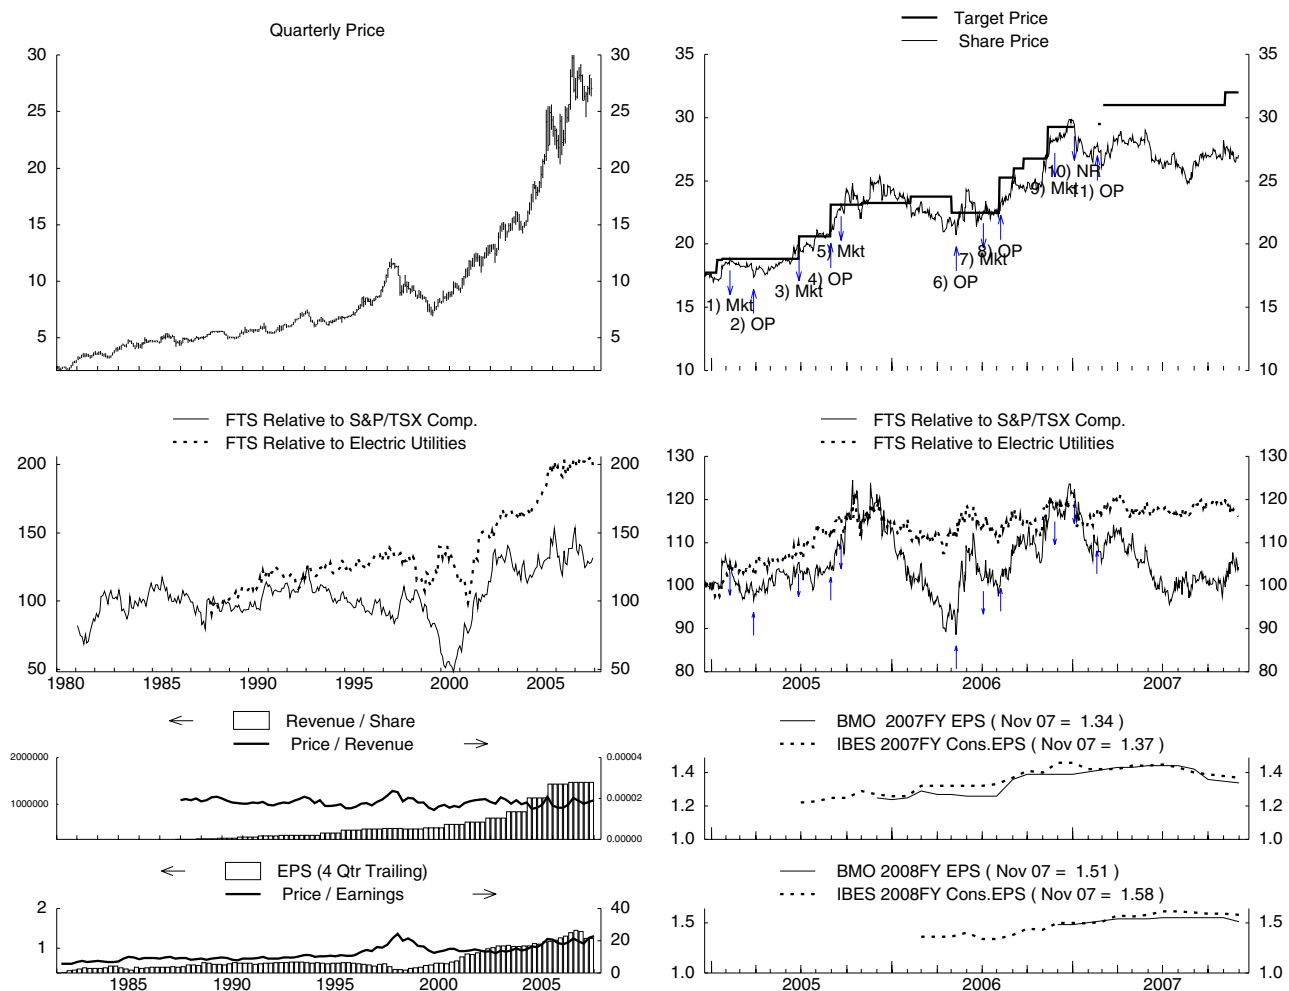 Quarterly Price
30 30
25 25
20 20
15 15
10 10
5 5
Target Price
Share Price
35 35
30 30
25 25
20 20
15 15
10 10
1) Mkt
2) OP
3) Mkt
4) OP
5) Mkt
6) OP
7) Mkt
8) OP
9) Mkt
10) NR
11) OP
FTS Relative to S&P/TSX Comp.
FTS Relative to Electric Utilities
200 200
150 150
100 100
50 50
1980 1985 1990 1995 2000 2005
FTS Relative to S&P/TSX Comp.
FTS Relative to Electric Utilities
130 130
120 120
110 110
100 100
90 90
80 80
2005 2006 2007
Revenue / Share
Price / Revenue
2000000 0.00004
1000000 0.00002
0.00000
BMO 2007FY EPS ( Nov 07 = 1.34 )
IBES 2007FY Cons.EPS ( Nov 07 = 1.37 )
1.4 1.4
1.2 1.2
1.0 1.0
EPS (4 Qtr Trailing)
Price / Earnings
2 40
1 20
0 0
1985 1990 1995 2000 2005
BMO 2008FY EPS ( Nov 07 = 1.51 )
IBES 2008FY Cons.EPS ( Nov 07 = 1.58 )
1.5 1.5
1.0 1.0
2005 2006 2007